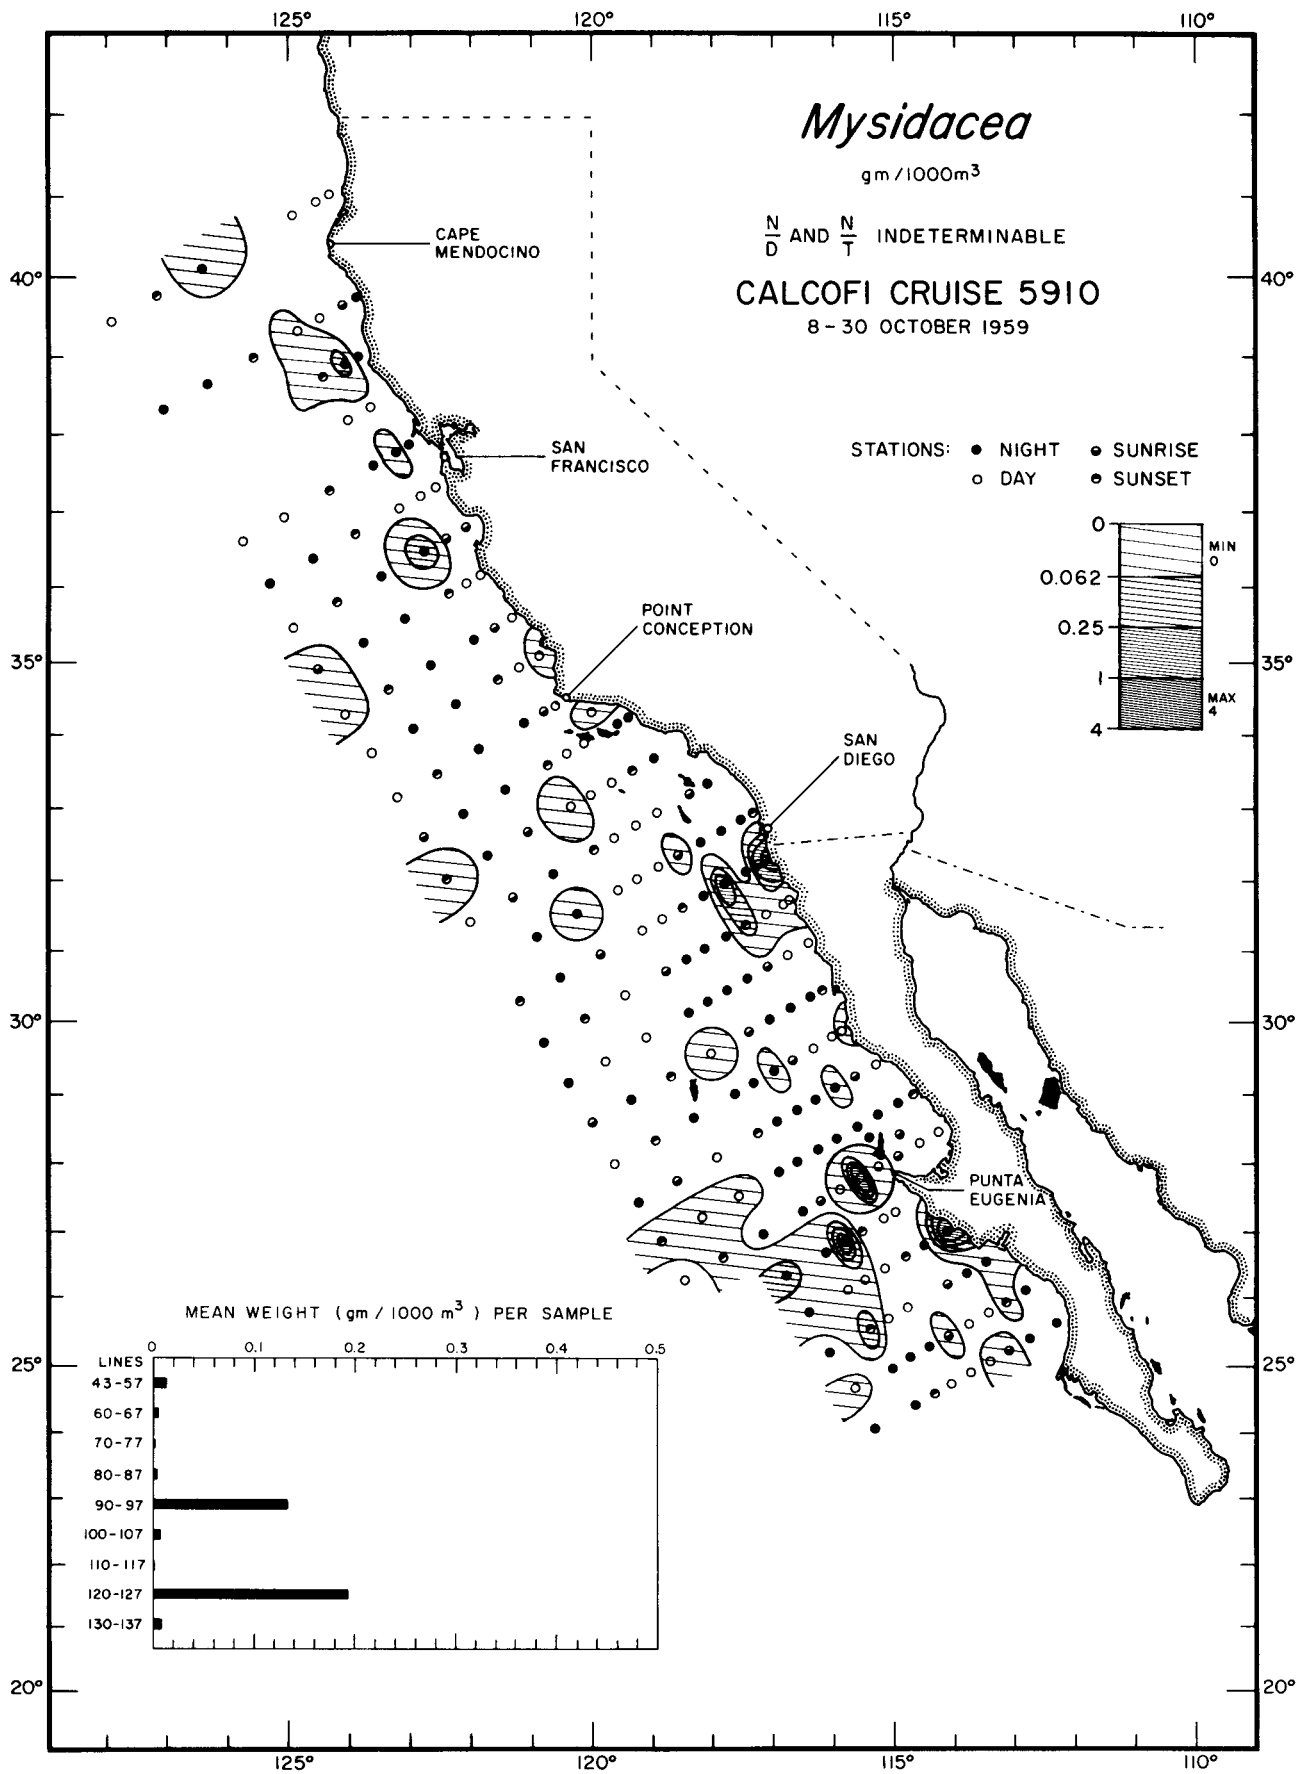 125° 120° 115° 110°
Mysidacea
gm/1000m³
N/D AND N/T INDETERMINABLE
CALCOFI CRUISE 5910
8-30 OCTOBER 1959
CAPE
MENDOCINO
40° 40°
SAN
FRANCISCO
STATIONS: ● NIGHT SUNRISE
○ DAY SUNSET
0
MIN
0
0.062
0.25
1
MAX
4
4
POINT
CONCEPTION
35° 35°
SAN
DIEGO
30° 30°
PUNTA
EUGENIA
MEAN WEIGHT (gm/1000 m³) PER SAMPLE
0 0.1 0.2 0.3 0.4 0.5
25° 25°
LINES
43-57
60-67
70-77
80-87
90-97
100-107
110-117
120-127
130-137
20° 20°
125° 120° 115° 110°